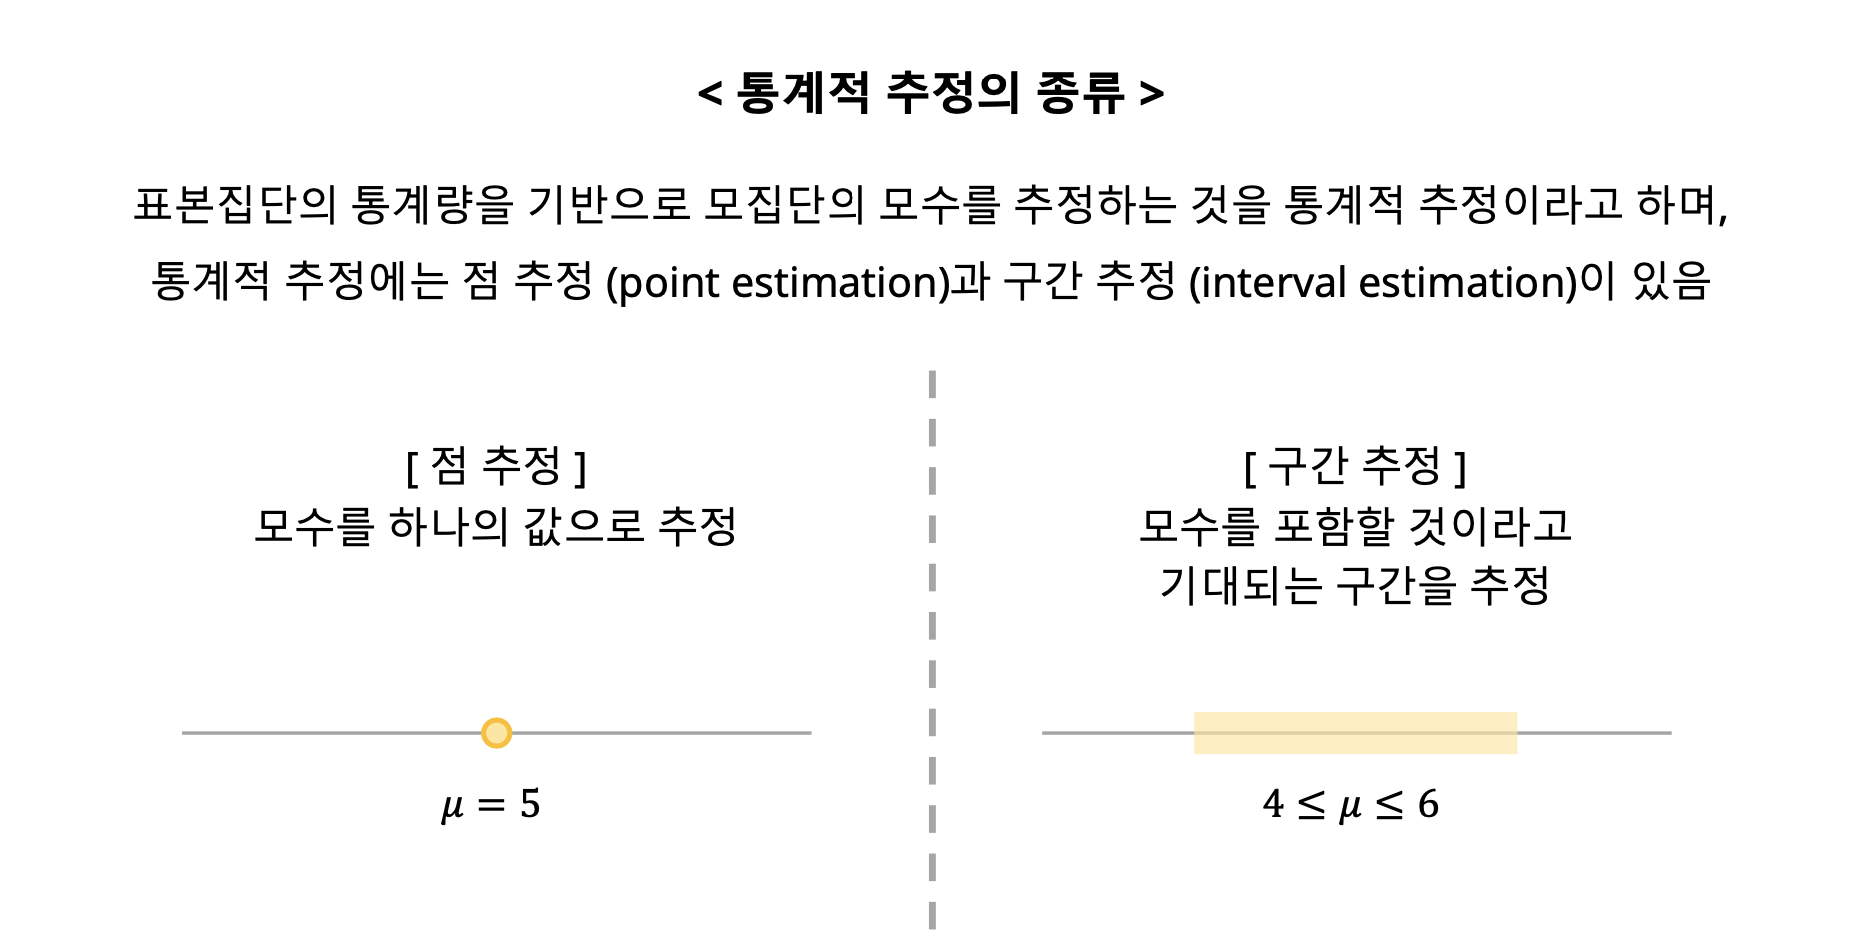 < 통계적 추정의 종류 >
표본집단의 통계량을 기반으로 모집단의 모수를 추정하는 것을 통계적 추정이라고 하며,
통계적 추정에는 점 추정 (point estimation)과 구간 추정 (interval estimation)이 있음
[ 점 추정 ]
모수를 하나의 값으로 추정
μ = 5
[ 구간 추정 ]
모수를 포함할 것이라고
기대되는 구간을 추정
4 ≤ μ ≤ 6